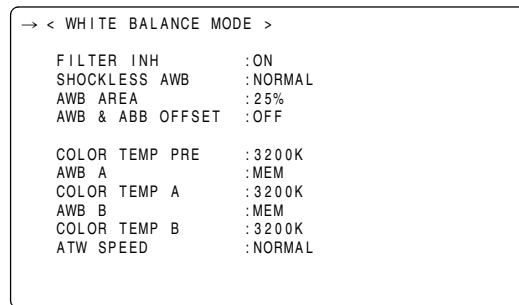 → < WHITE BALANCE MODE >
FILTER INH :ON
SHOCKLESS AWB :NORMAL
AWB AREA :25%
AWB & ABB OFFSET :OFF
COLOR TEMP PRE :3200K
AWB A :MEM
COLOR TEMP A :3200K
AWB B :MEM
COLOR TEMP B :3200K
ATW SPEED :NORMAL